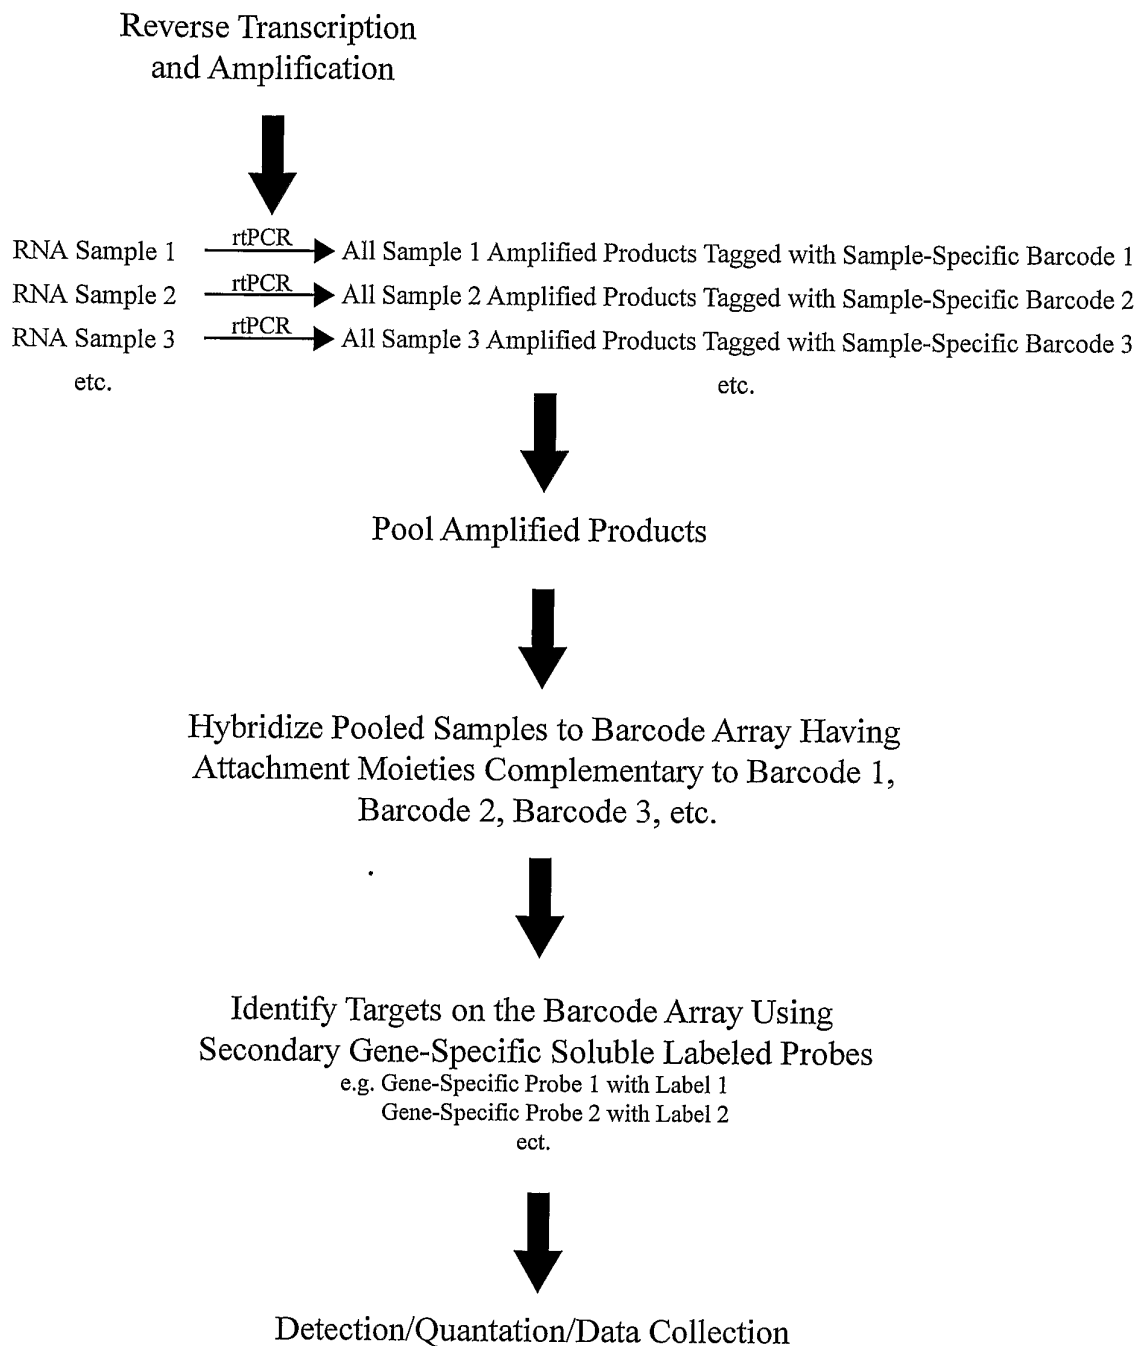 Reverse Transcription
and Amplification
RNA Sample 1 rtPCR All Sample 1 Amplified Products Tagged with Sample-Specific Barcode 1
RNA Sample 2 rtPCR All Sample 2 Amplified Products Tagged with Sample-Specific Barcode 2
RNA Sample 3 rtPCR All Sample 3 Amplified Products Tagged with Sample-Specific Barcode 3
etc. etc.
Pool Amplified Products
Hybridize Pooled Samples to Barcode Array Having
Attachment Moieties Complementary to Barcode 1,
Barcode 2, Barcode 3, etc.
Identify Targets on the Barcode Array Using
Secondary Gene-Specific Soluble Labeled Probes
e.g. Gene-Specific Probe 1 with Label 1
Gene-Specific Probe 2 with Label 2
ect.
Detection/Quantation/Data Collection